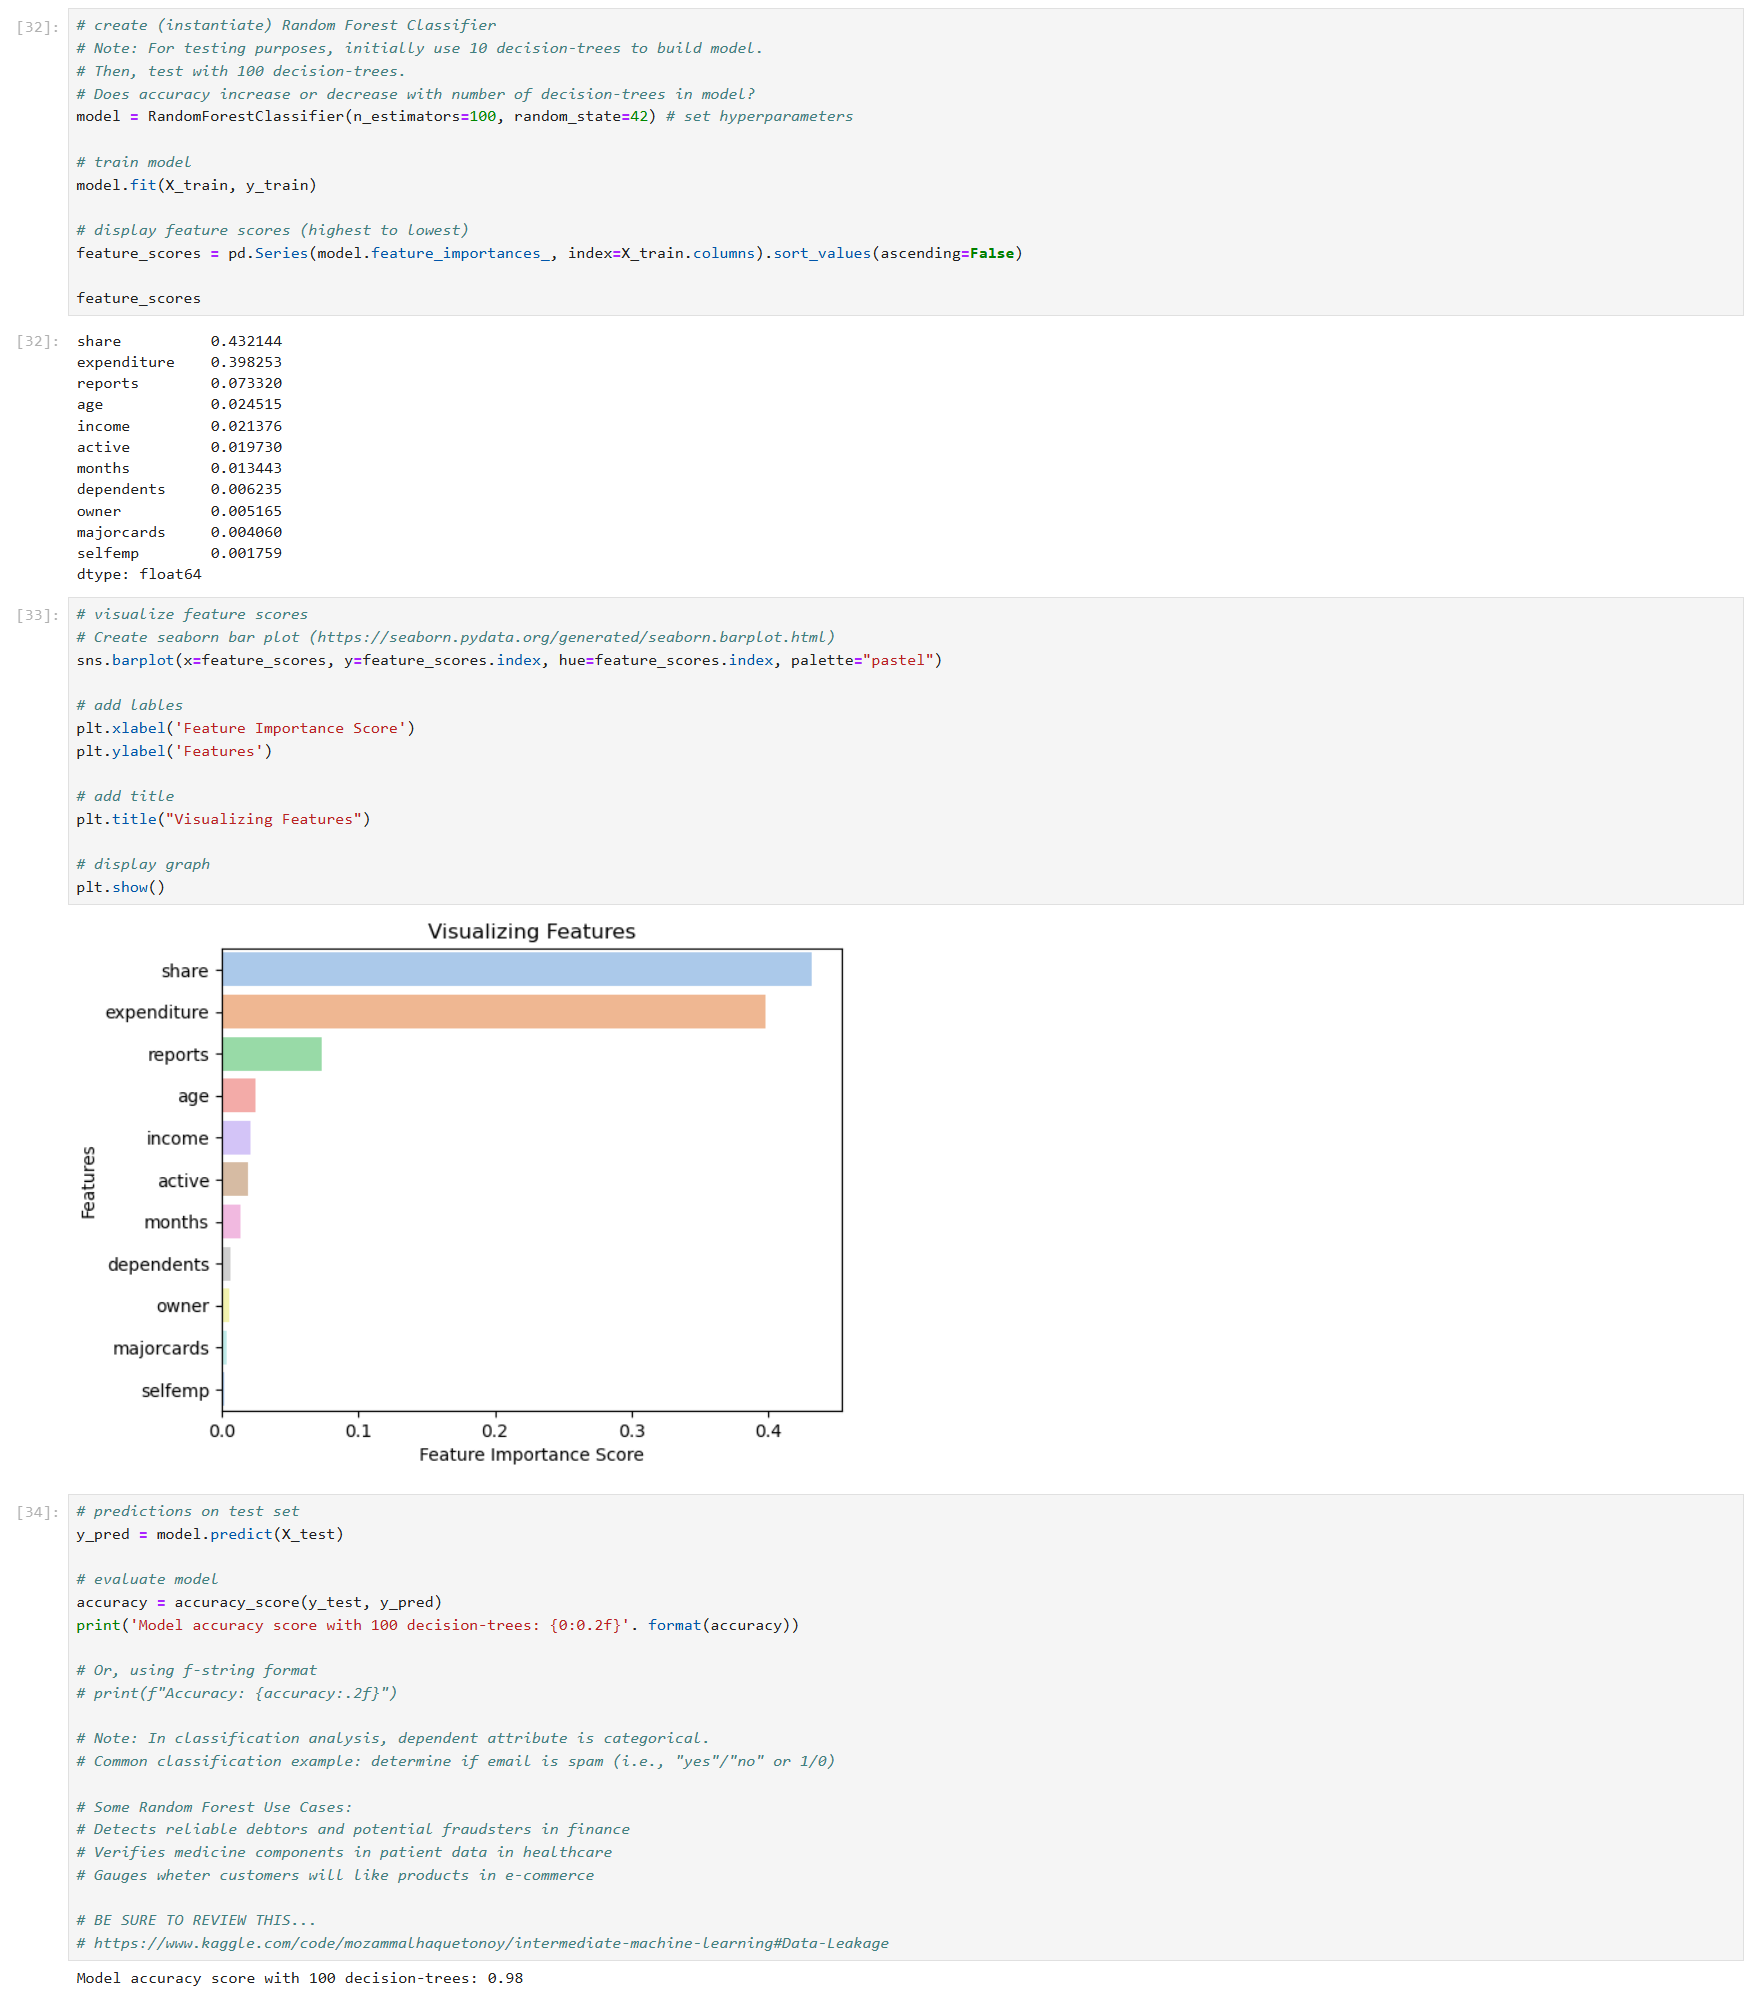 [32]: # create (instantiate) Random Forest Classifier
# Note: For testing purposes, initially use 10 decision-trees to build model.
# Then, test with 100 decision-trees.
# Does accuracy increase or decrease with number of decision-trees in model?
model = RandomForestClassifier(n_estimators=100, random_state=42) # set hyperparameters
# train model
model.fit(X_train, y_train)
# display feature scores (highest to lowest)
feature_scores = pd.Series(model.feature_importances_, index=X_train.columns).sort_values(ascending=False)
feature_scores
[32]: share 0.432144
expenditure 0.398253
reports 0.073320
age 0.024515
income 0.021376
active 0.019730
months 0.013443
dependents 0.006235
owner 0.005165
majorcards 0.004060
selfemp 0.001759
dtype: float64
[33]: # visualize feature scores
# Create seaborn bar plot (https://seaborn.pydata.org/generated/seaborn.barplot.html)
sns.barplot(x=feature_scores, y=feature_scores.index, hue=feature_scores.index, palette="pastel")
# add lables
plt.xlabel('Feature Importance Score')
plt.ylabel('Features')
# add title
plt.title("Visualizing Features")
# display graph
plt.show()
Visualizing Features
share
expenditure
reports
age
income
active
months
dependents
owner
majorcards
selfemp
Features
0.0 0.1 0.2 0.3 0.4
Feature Importance Score
[34]: # predictions on test set
y_pred = model.predict(X_test)
# evaluate model
accuracy = accuracy_score(y_test, y_pred)
print('Model accuracy score with 100 decision-trees: {0:0.2f}'. format(accuracy))
# Or, using f-string format
# print(f"Accuracy: {accuracy:.2f}")
# Note: In classification analysis, dependent attribute is categorical.
# Common classification example: determine if email is spam (i.e., "yes"/"no" or 1/0)
# Some Random Forest Use Cases:
# Detects reliable debtors and potential fraudsters in finance
# Verifies medicine components in patient data in healthcare
# Gauges wheter customers will like products in e-commerce
# BE SURE TO REVIEW THIS...
# https://www.kaggle.com/code/mozammalhaquetonoy/intermediate-machine-learning#Data-Leakage
Model accuracy score with 100 decision-trees: 0.98